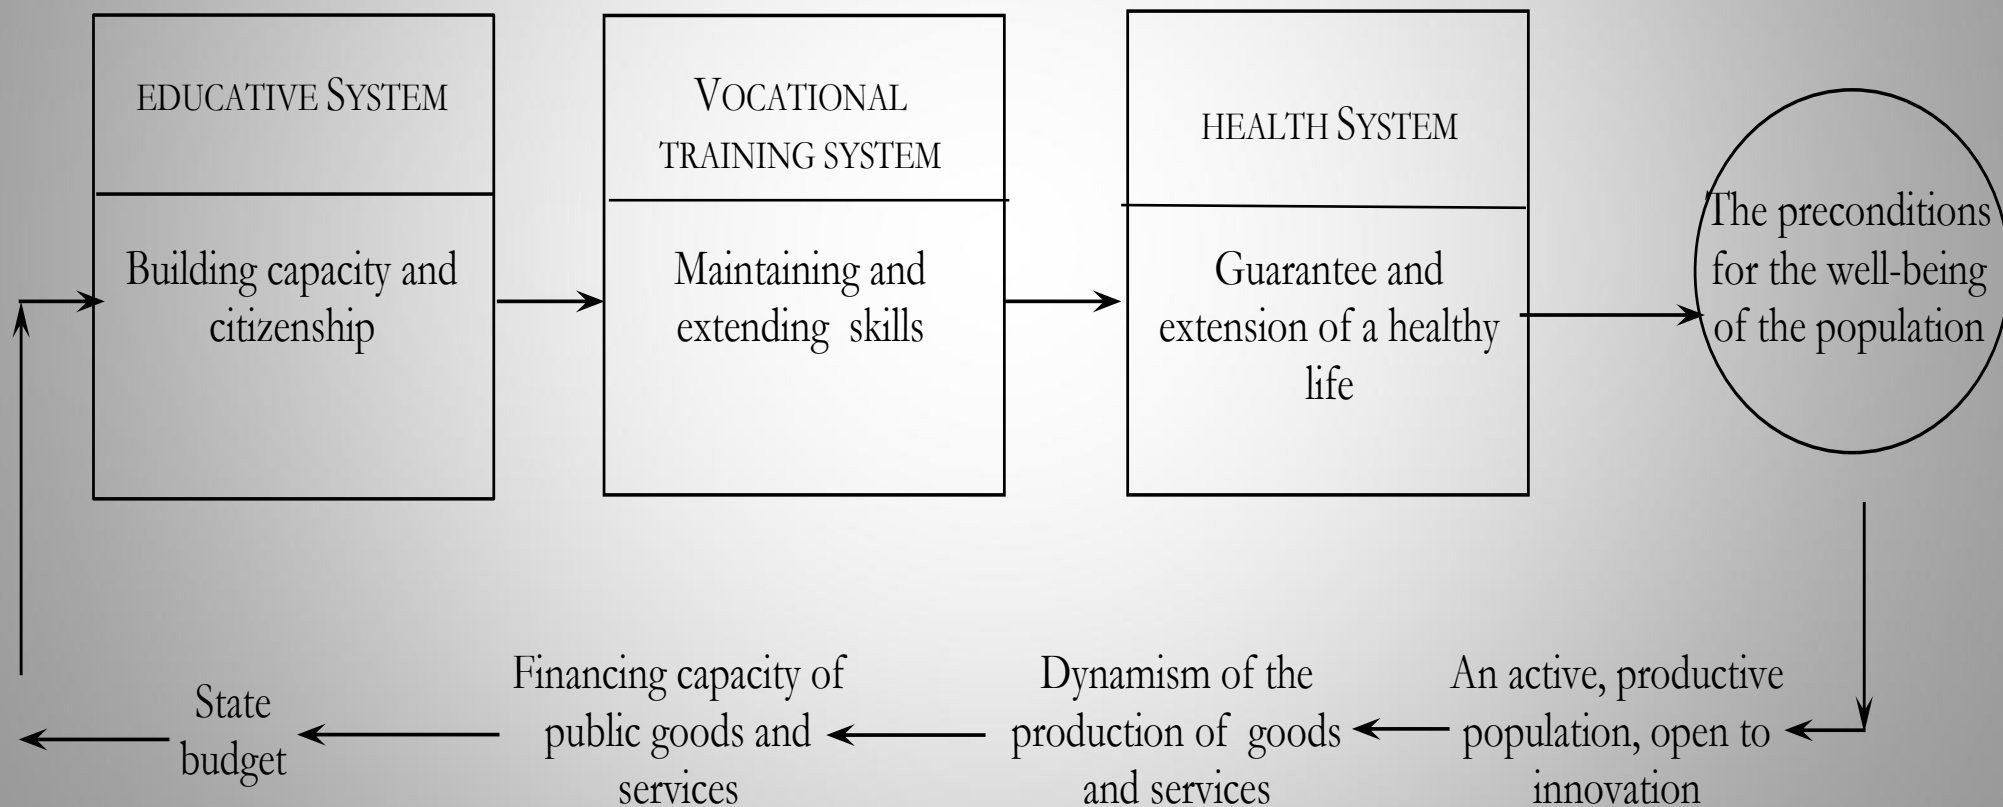 EDUCATIVE SYSTEM
Building capacity and
citizenship
VOCATIONAL
TRAINING SYSTEM
Maintaining and
extending  skills
HEALTH SYSTEM
Guarantee and
extension of a healthy
life
The preconditions
for the well-being
of the population
State
budget
Financing capacity of
public goods and
services
Dynamism of the
production of  goods
and services
An active, productive
population, open to
innovation